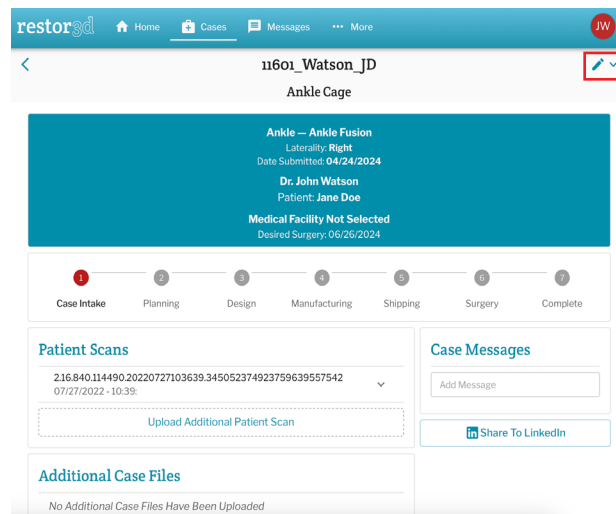 restor3d Home Cases Messages ••• More JW
11601_Watson_JD
Ankle Cage
Ankle — Ankle Fusion
Laterality: Right
Date Submitted: 04/24/2024
Dr. John Watson
Patient: Jane Doe
Medical Facility Not Selected
Desired Surgery: 06/26/2024
1 2 3 4 5 6 7
Case Intake Planning Design Manufacturing Shipping Surgery Complete
Patient Scans
2.16.840.114490.20220727103639.345052374923759639557542
07/27/2022 - 10:39:
Upload Additional Patient Scan
Case Messages
Add Message
in Share To LinkedIn
Additional Case Files
No Additional Case Files Have Been Uploaded